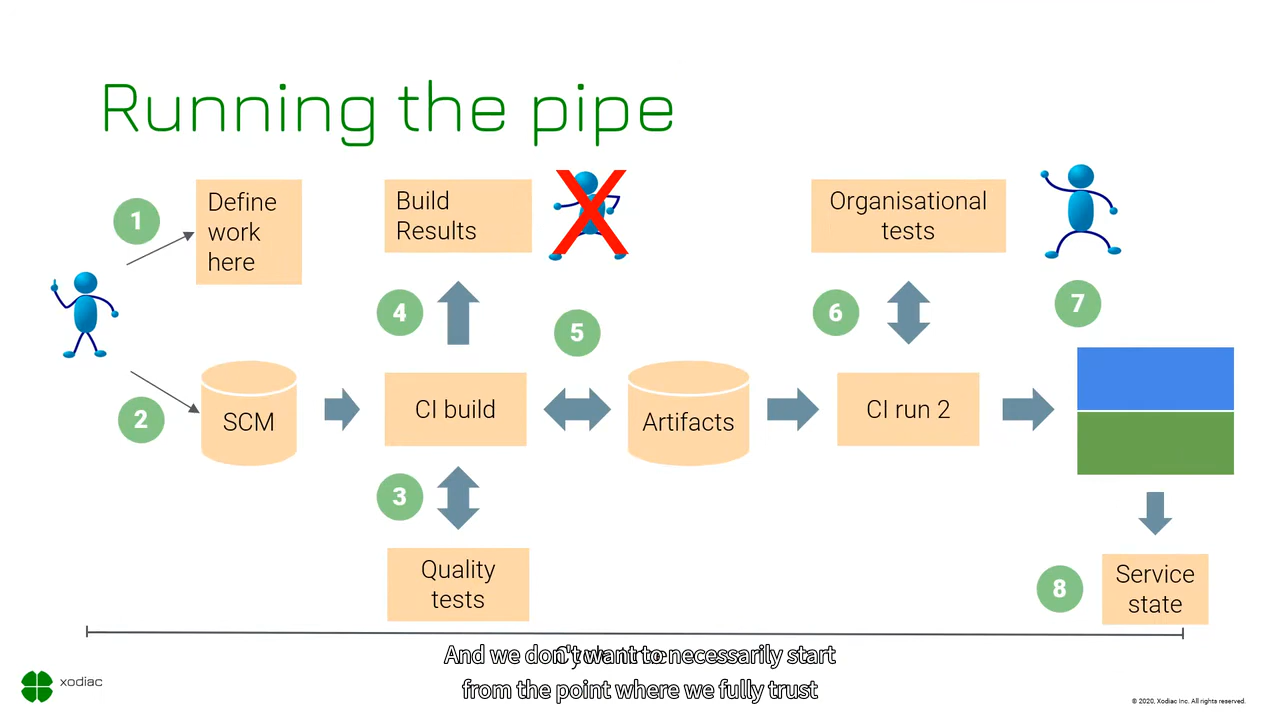 Running the pipe
1
Define
work
here
Build
Results
Organisational
tests
4
5
6
7
2
SCM
CI build
Artifacts
CI run 2
3
Quality
tests
8
Service
state
And we don't want to necessarily start
from the point where we fully trust
xodiac
© 2020, Xodiac Inc. All rights reserved.